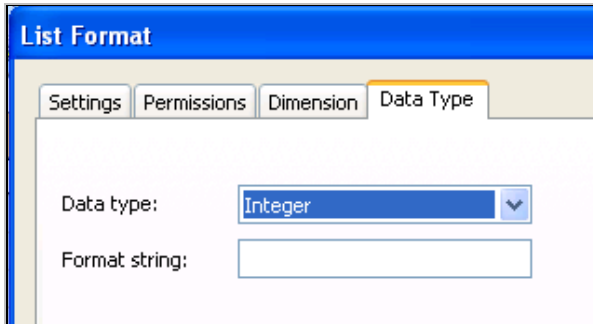 List Format
Settings Permissions Dimension Data Type
Data type: Integer
Format string: